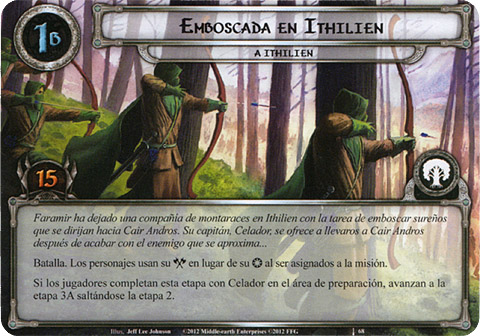 1B
Emboscada en Ithilien
A Ithilien
15
Faramir ha dejado una compañía de montaraces en Ithilien con la tarea de emboscar sureños
que se dirijan hacia Cair Andros. Su capitán, Celador, se ofrece a llevaros a Cair Andros
después de acabar con el enemigo que se aproxima...
Batalla. Los personajes usan su en lugar de su al ser asignados a la misión.
Si los jugadores completan esta etapa con Celador en el área de preparación, avanzan a la
etapa 3A saltándose la etapa 2.
Illus. Jeff Lee Johnson ©2012 Middle-earth Enterprises ©2012 FFG 68